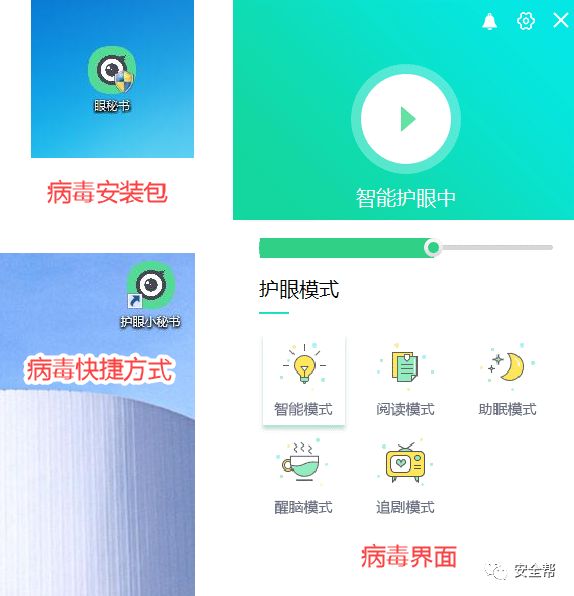 眼秘书
病毒安装包
护眼小秘书
病毒快捷方式
智能护眼中
护眼模式
智能模式
阅读模式
助眠模式
醒脑模式
追剧模式
病毒界面
安全帮